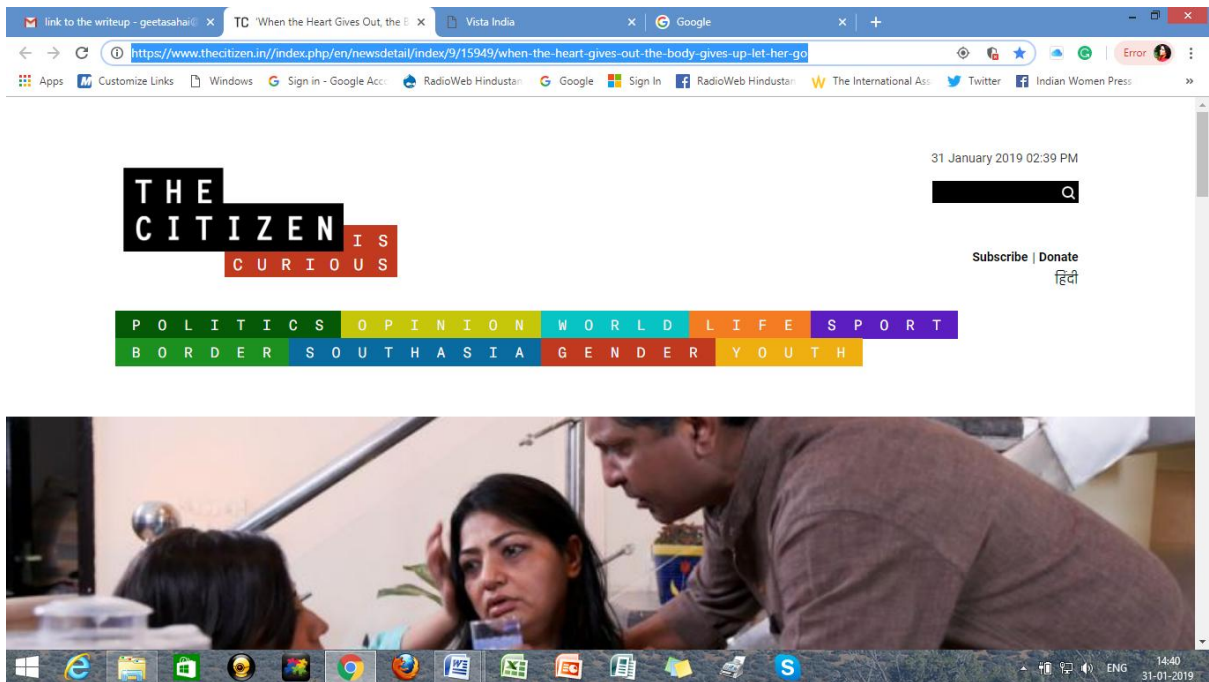 link to the writeup - geetasahai@
TC 'When the Heart Gives Out, the B
Vista India
Google
https://www.thecitizen.in//index.php/en/newsdetail/index/9/15949/when-the-heart-gives-out-the-body-gives-up-let-her-go
Error
Apps
Customize Links
Windows
Sign in - Google Acco
RadioWeb Hindustan
Google
Sign In
RadioWeb Hindustan
The International Ass
Twitter
Indian Women Press
»
31 January 2019 02:39 PM
THE
CITIZEN
IS
CURIOUS
Subscribe | Donate
हिंदी
POLITICS OPINION WORLD LIFE SPORT
BORDER SOUTHASIA GENDER YOUTH
ENG
14:40
31-01-2019